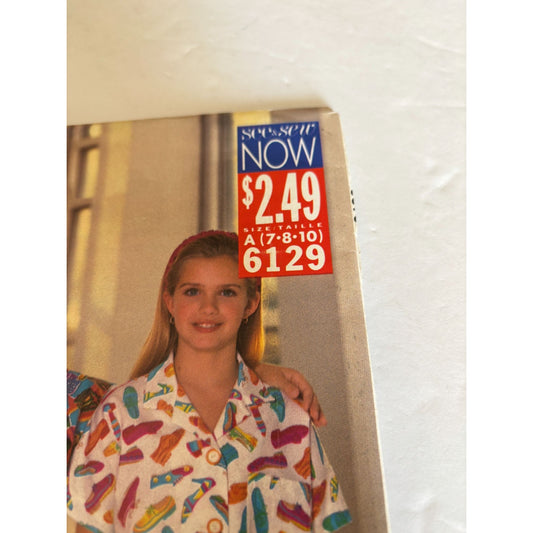 see & sew
NOW
$2.49
SIZE/TAILLE
A (7•8•10)
6129